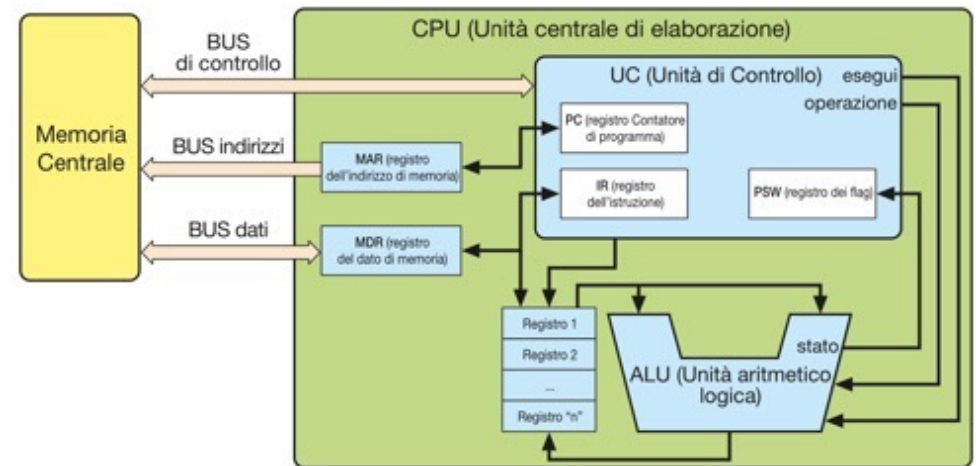 CPU (Unità centrale di elaborazione)
BUS
di controllo
UC (Unità di Controllo)
esegui
operazione
Memoria
Centrale
PC (registro Contatore
di programma)
BUS indirizzi
MAR (registro
dell'indirizzo di memoria)
IR (registro
dell'istruzione)
PSW (registro dei flag)
BUS dati
MDR (registro
del dato di memoria)
Registro 1
Registro 2
...
Registro "n"
stato
ALU (Unità aritmetico
logica)